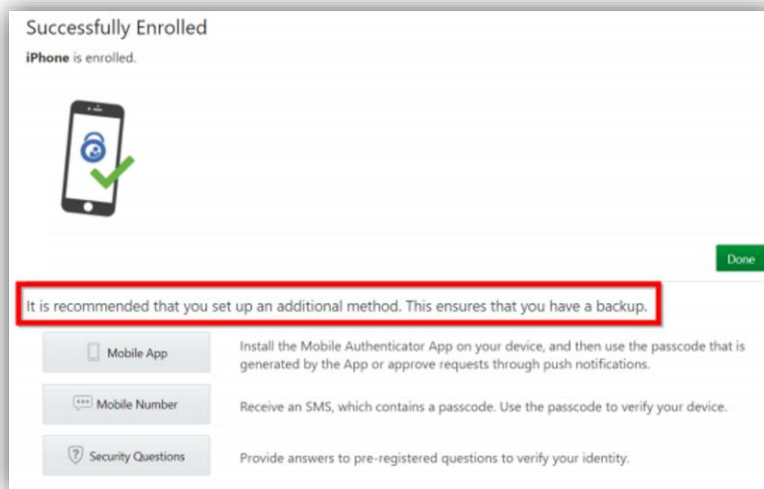 Successfully Enrolled
iPhone is enrolled.
Done
It is recommended that you set up an additional method. This ensures that you have a backup.
Mobile App
Install the Mobile Authenticator App on your device, and then use the passcode that is
generated by the App or approve requests through push notifications.
Mobile Number
Receive an SMS, which contains a passcode. Use the passcode to verify your device.
Security Questions
Provide answers to pre-registered questions to verify your identity.